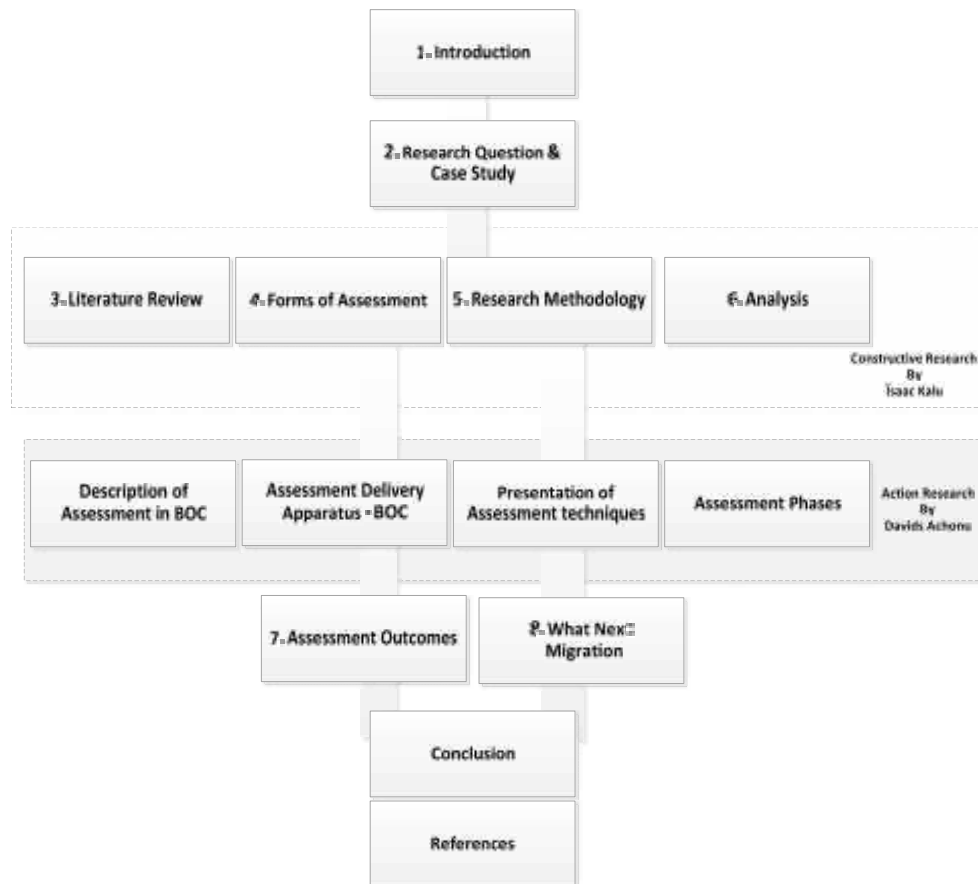 1. Introduction
2. Research Question &
Case Study
3. Literature Review
4. Forms of Assessment
5. Research Methodology
6. Analysis
Constructive Research
By
Isaac Kalu
Description of
Assessment in BOC
Assessment Delivery
Apparatus - BOC
Presentation of
Assessment techniques
Assessment Phases
Action Research
By
Davids Achonu
7. Assessment Outcomes
8. What Next
Migration
Conclusion
References